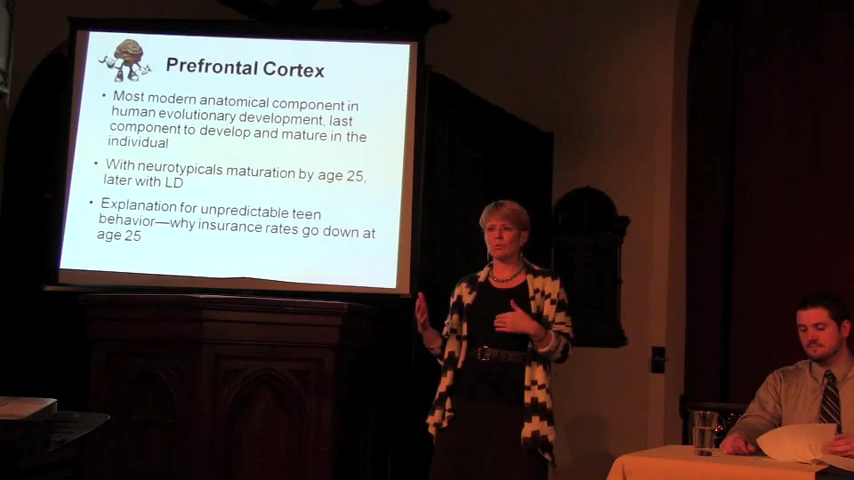 Prefrontal Cortex
• Most modern anatomical component in
human evolutionary development, last
component to develop and mature in the
individual
• With neurotypicals maturation by age 25,
later with LD
• Explanation for unpredictable teen
behavior—why insurance rates go down at
age 25